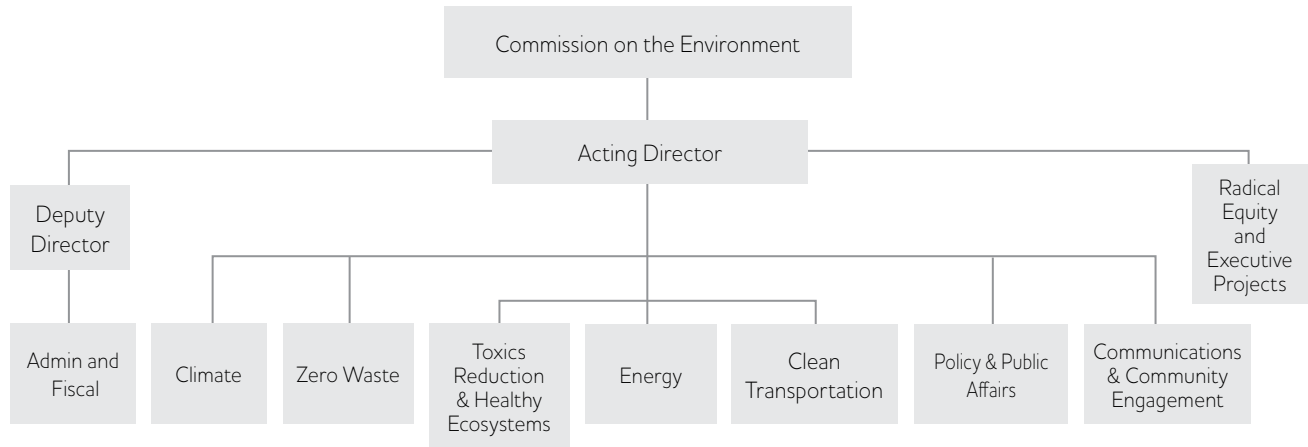 Commission on the Environment
Acting Director
Deputy
Director
Radical
Equity
and
Executive
Projects
Admin and
Fiscal
Climate
Zero Waste
Toxics
Reduction
& Healthy
Ecosystems
Energy
Clean
Transportation
Policy & Public
Affairs
Communications
& Community
Engagement